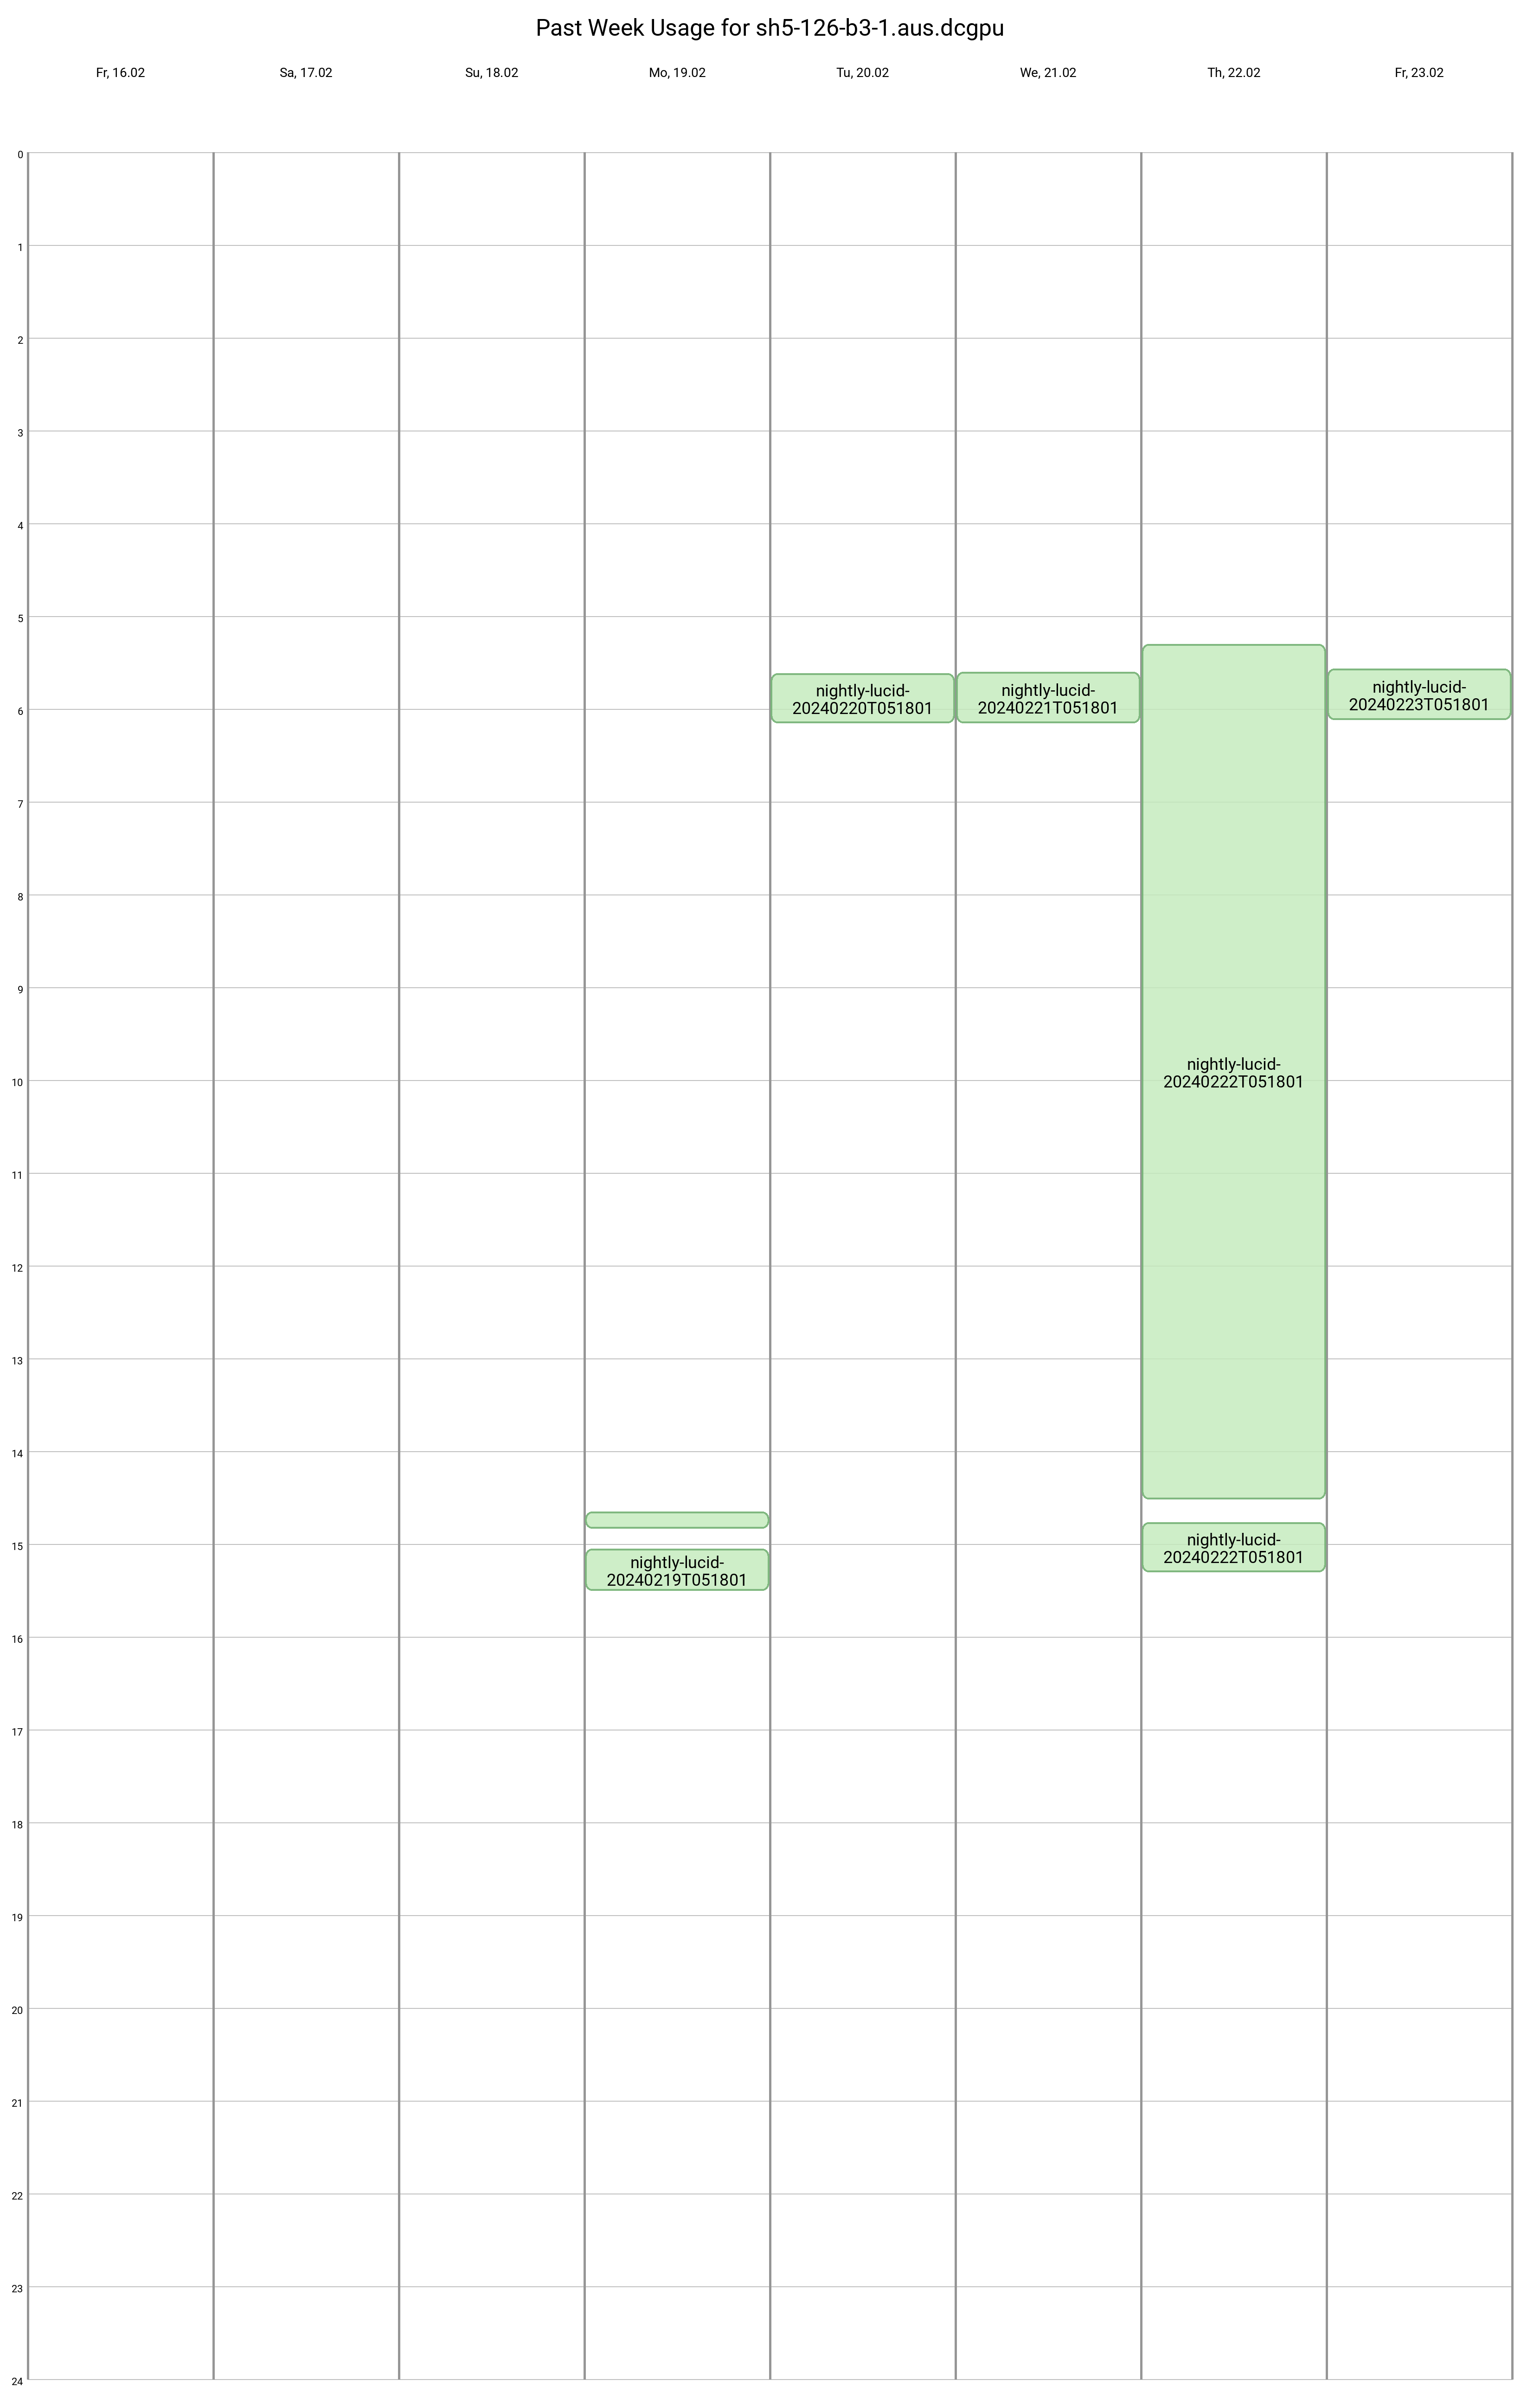 Past Week Usage for sh5-126-b3-1.aus.dcgpu
Fr, 16.02
Sa, 17.02
Su, 18.02
Mo, 19.02
Tu, 20.02
We, 21.02
Th, 22.02
Fr, 23.02
0
1
2
3
4
5
nightly-lucid-
20240220T051801
nightly-lucid-
20240221T051801
nightly-lucid-
20240223T051801
6
7
8
9
nightly-lucid-
20240222T051801
10
11
12
13
14
15
nightly-lucid-
20240219T051801
nightly-lucid-
20240222T051801
16
17
18
19
20
21
22
23
24